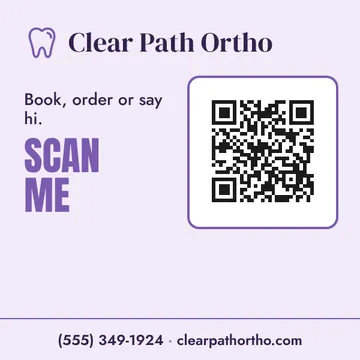 Clear Path Ortho
Book, order or say
hi.
SCAN
ME
(555) 349-1924 · clearpathortho.com